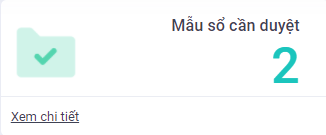 Mẫu sổ cần duyệt
2
Xem chi tiết